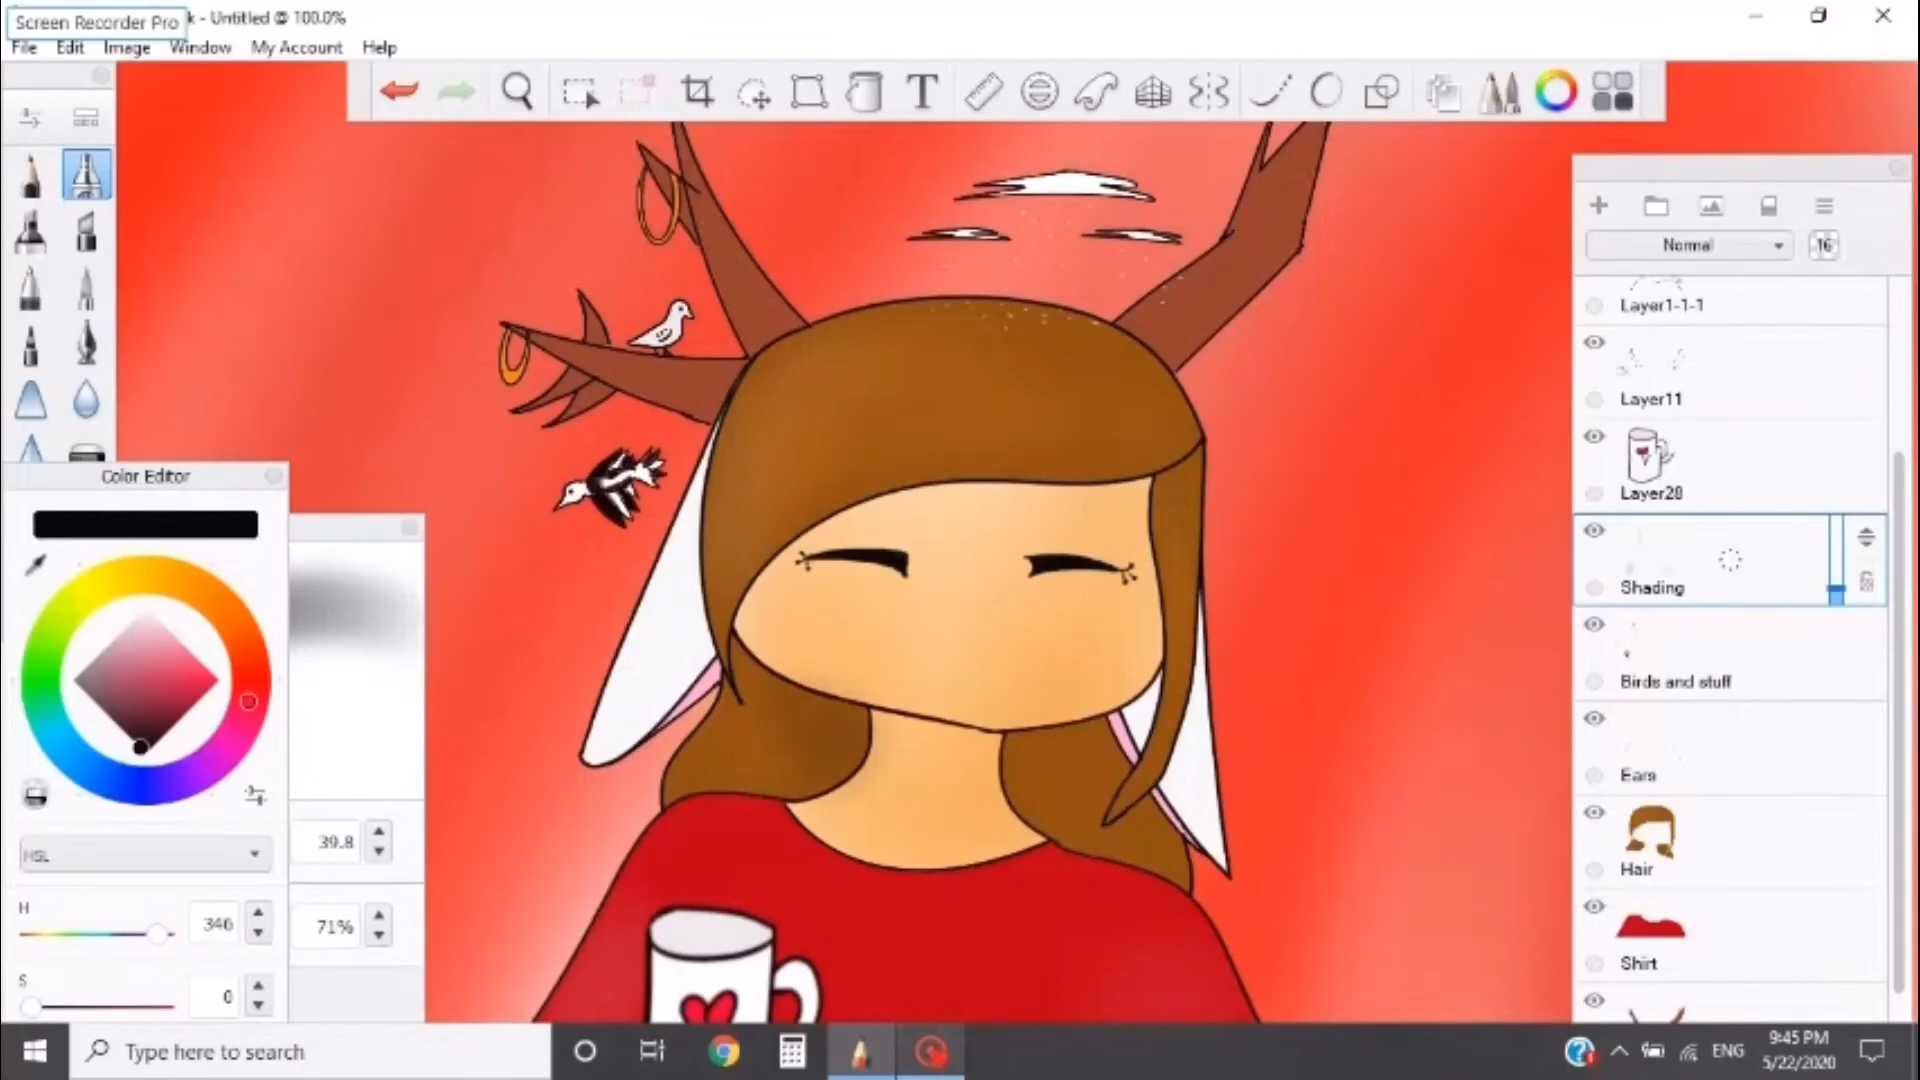 Screen Recorder Pro
k - Untitled @ 100.0%
File Edit Image Window My Account Help
T
Normal
16
Layer1-1-1
Layer11
Layer28
Shading
Birds and stuff
Ears
Hair
Shirt
Color Editor
HSL
H
346
S
0
39.8
71%
Type here to search
ENG
9:45 PM
5/22/2020